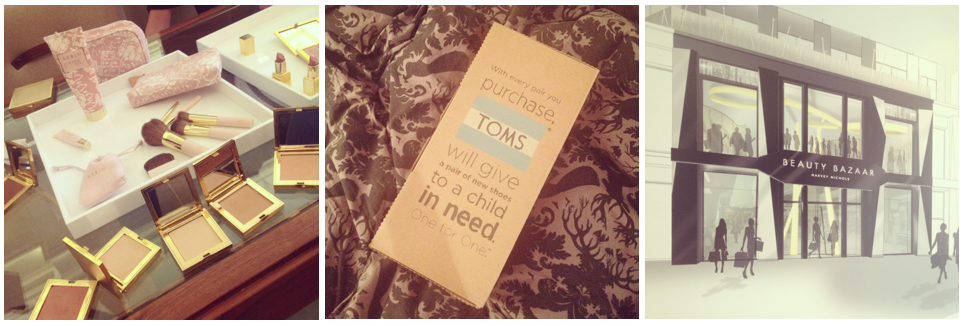 With every pair you
purchase,
TOMS
will give
a pair of new shoes
to a child
in need.
One for One.
BEAUTY BAZAAR
HARVEY NICHOLS